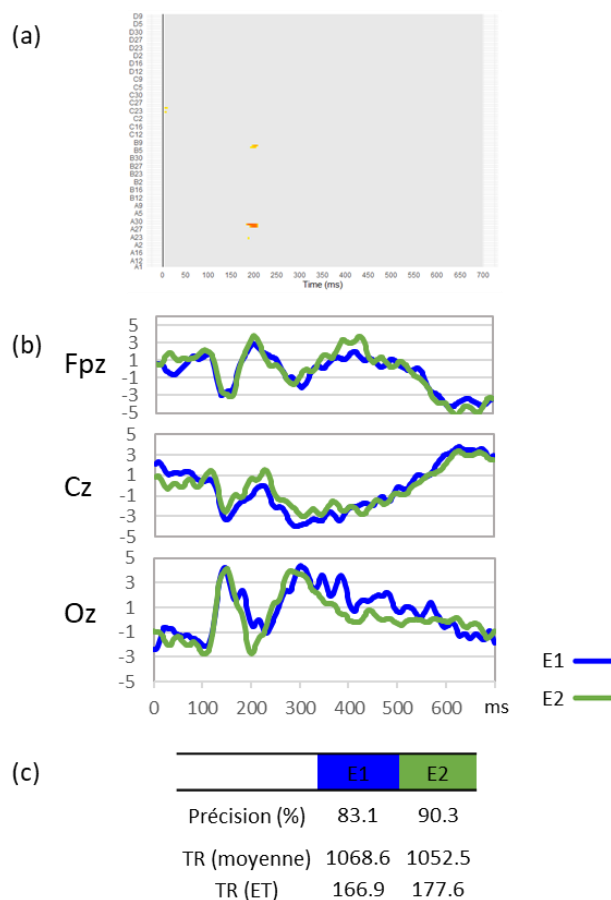 (a)
D9
D5
D30
D27
D23
D2
D16
D12
C9
C5
C30
C27
C23
C2
C16
C12
B9
B5
B30
B27
B23
B2
B16
B12
A9
A5
A30
A27
A23
A2
A16
A12
A1
0 50 100 150 200 250 300 350 400 450 500 550 600 650 700
Time (ms)
(b)
Fpz
5
3
1
-1
-3
-5
Cz
5
3
1
-1
-3
-5
Oz
5
3
1
-1
-3
-5
0 100 200 300 400 500 600 ms
E1
E2
(c)
E1 E2
Précision (%) 83.1 90.3
TR (moyenne) 1068.6 1052.5
TR (ET) 166.9 177.6